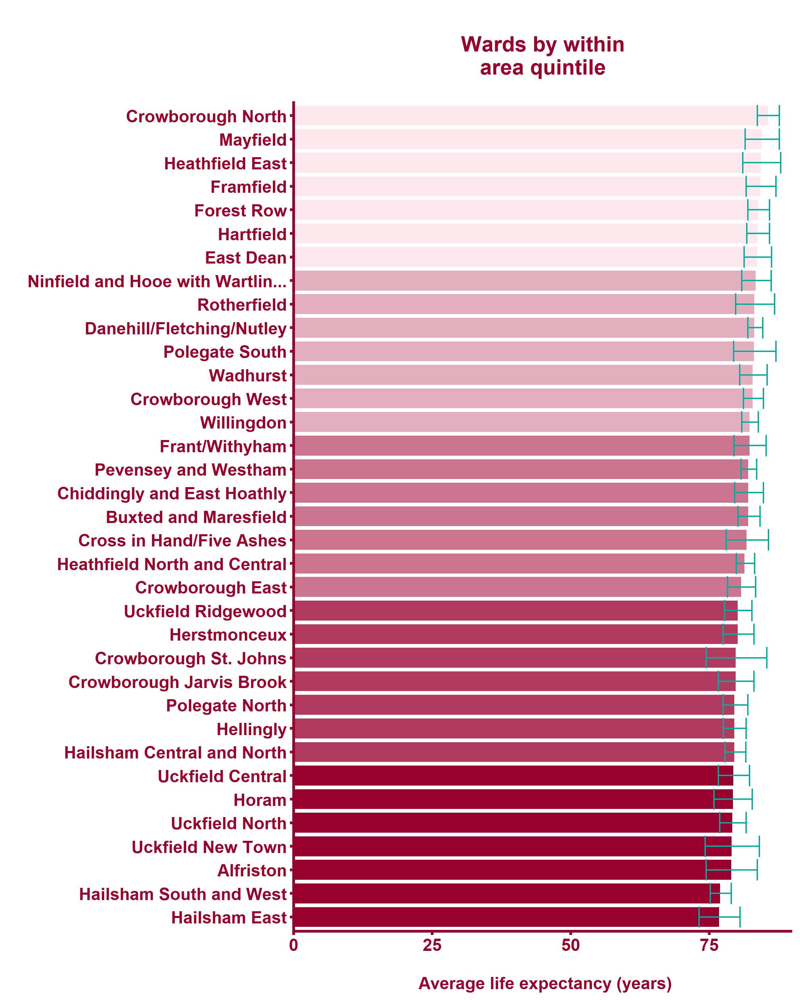 Wards by within
area quintile
Crowborough North
Mayfield
Heathfield East
Framfield
Forest Row
Hartfield
East Dean
Ninfield and Hooe with Wartlin...
Rotherfield
Danehill/Fletching/Nutley
Polegate South
Wadhurst
Crowborough West
Willingdon
Frant/Withyham
Pevensey and Westham
Chiddingly and East Hoathly
Buxted and Maresfield
Cross in Hand/Five Ashes
Heathfield North and Central
Crowborough East
Uckfield Ridgewood
Herstmonceux
Crowborough St. Johns
Crowborough Jarvis Brook
Polegate North
Hellingly
Hailsham Central and North
Uckfield Central
Horam
Uckfield North
Uckfield New Town
Alfriston
Hailsham South and West
Hailsham East
0 25 50 75
Average life expectancy (years)